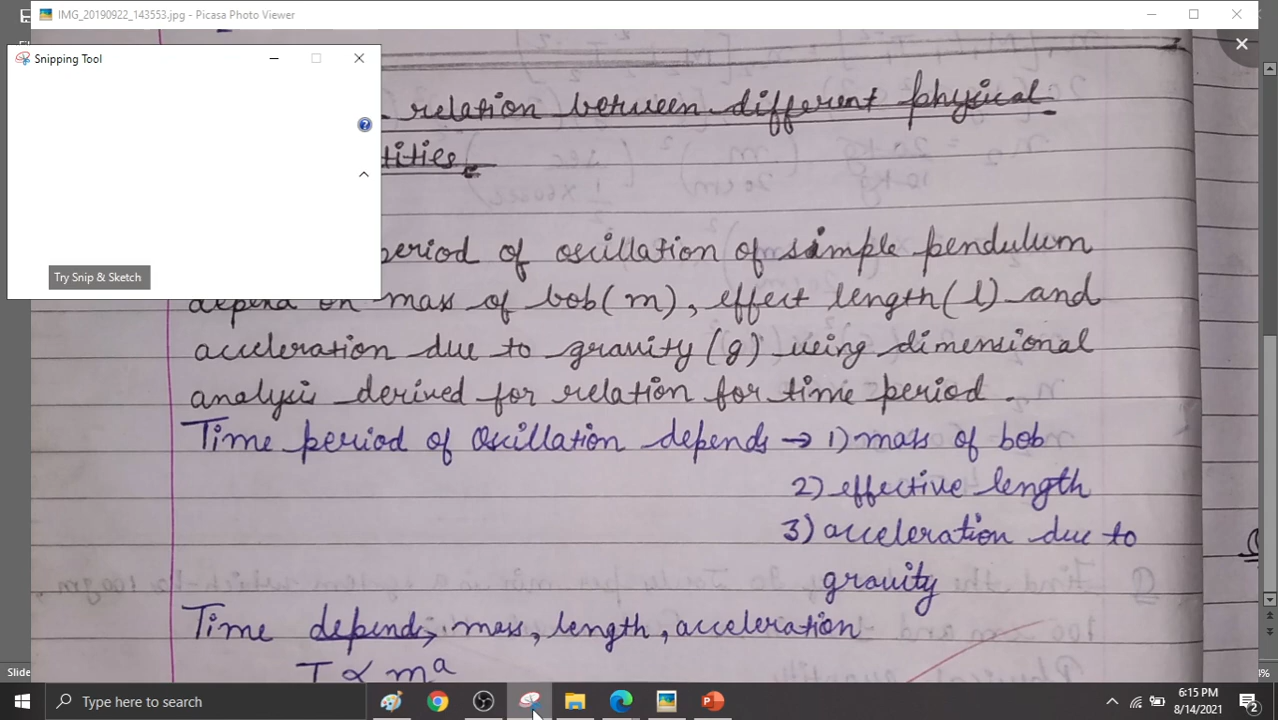 IMG_20190922_143553.jpg - Picasa Photo Viewer
Snipping Tool
Try Snip & Sketch
relation between different physical
tities.
period of oscillation of simple pendulum
depend on mass of bob (m), effect length (l) and
acceleration due to gravity (g) using dimensional
analysis derived for relation for time period.
Time period of Oscillation depends → 1) mass of bob
2) effective length
3) acceleration due to
gravity
Time depends, mass, length, acceleration
T ∝ mᵃ
Slide
4%
Type here to search
6:15 PM
8/14/2021
2